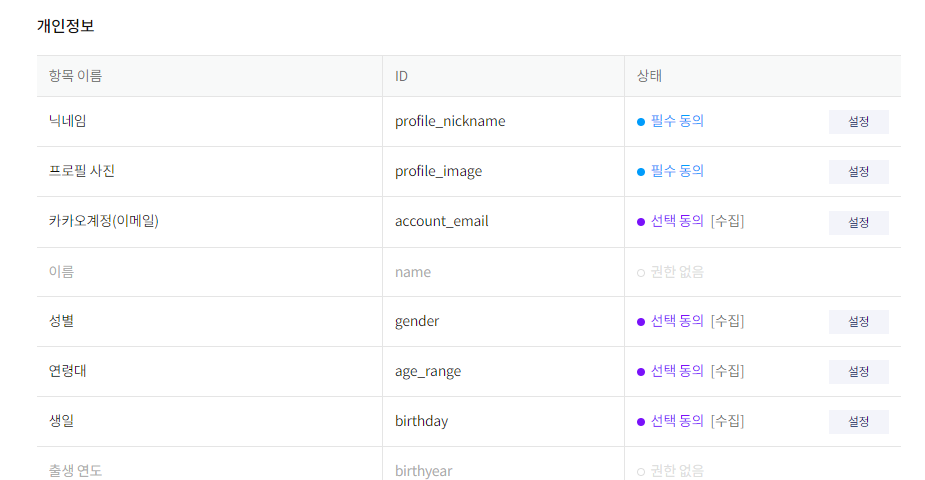 개인정보
항목 이름 ID 상태
닉네임 profile_nickname 필수 동의 설정
프로필 사진 profile_image 필수 동의 설정
카카오계정(이메일) account_email 선택 동의 [수집] 설정
이름 name 권한 없음
성별 gender 선택 동의 [수집] 설정
연령대 age_range 선택 동의 [수집] 설정
생일 birthday 선택 동의 [수집] 설정
출생 연도 birthyear 권한 없음